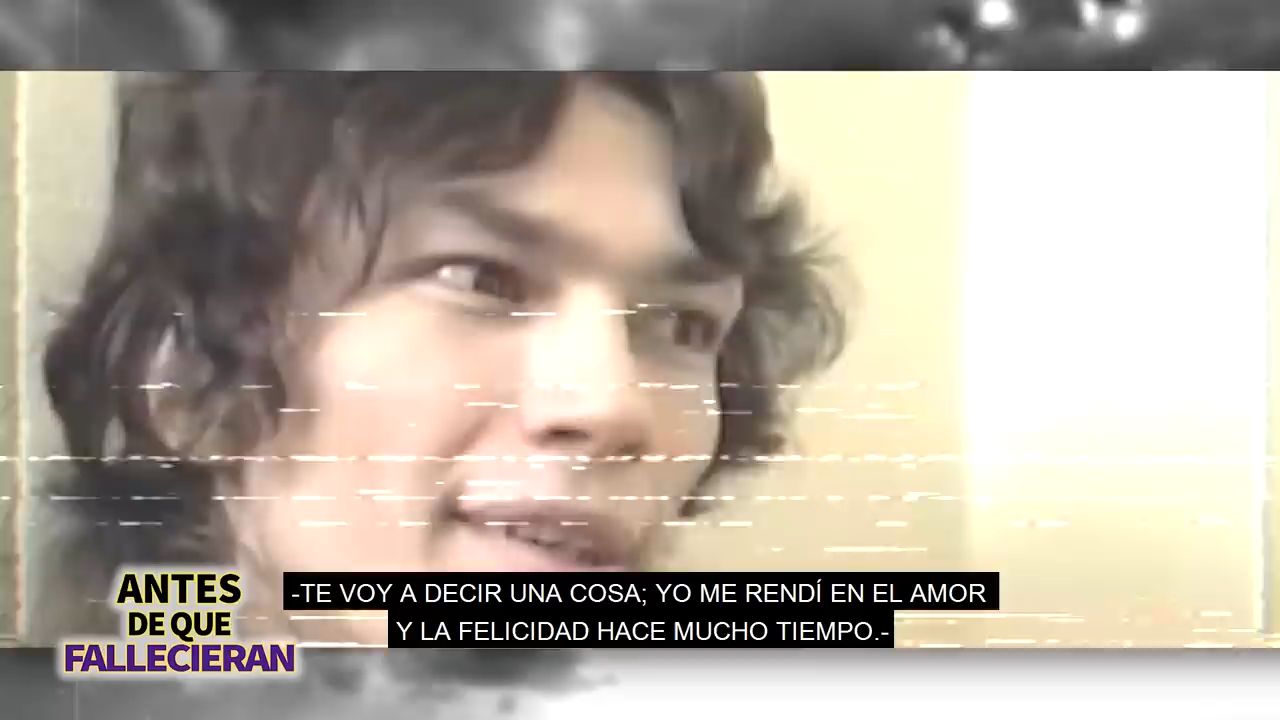 ANTES
DE QUE
FALLECIERAN
-TE VOY A DECIR UNA COSA; YO ME RENDÍ EN EL AMOR
Y LA FELICIDAD HACE MUCHO TIEMPO.-